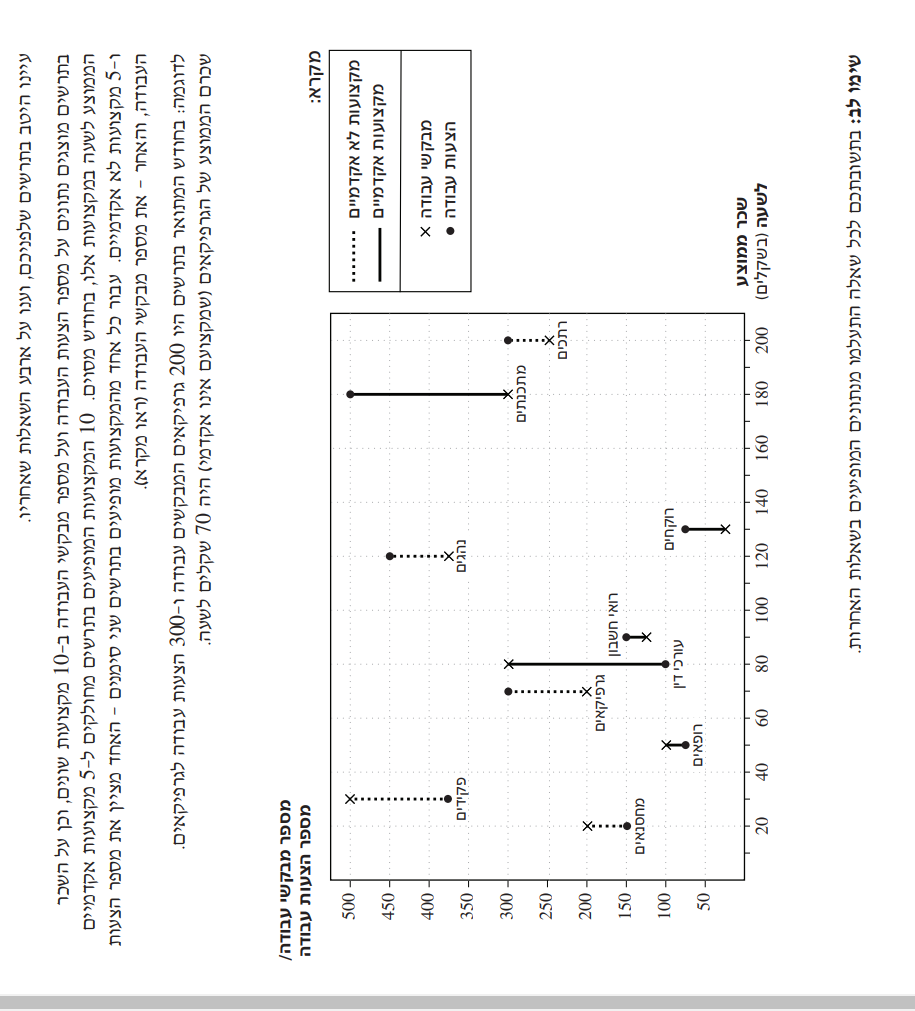 עיינו היטב בתרשים שלפניכם, וענו על ארבע השאלות שאחריו.
בתרשים מוצגים נתונים על מספר הצעות העבודה ועל מספר מבקשי העבודה ב-10 מקצועות שונים, וכן על השכר
הממוצע לשעה במקצועות אלו, בחודש מסוים. 10 המקצועות המופיעים בתרשים מחולקים ל-5 מקצועות אקדמיים
ו-5 מקצועות לא אקדמיים. עבור כל אחד מהמקצועות מופיעים בתרשים שני סימנים - האחד מציין את מספר הצעות
העבודה, והאחר - את מספר מבקשי העבודה (ראו מקרא).
לדוגמה: בחודש המתואר בתרשים היו 200 גרפיקאים המבקשים עבודה ו-300 הצעות עבודה לגרפיקאים.
שכרם הממוצע של הגרפיקאים (שמקצועם אינו אקדמי) היה 70 שקלים לשעה.
מקרא:
מקצועות לא אקדמיים
מקצועות אקדמיים
מבקשי עבודה
הצעות עבודה
מספר מבקשי עבודה/
מספר הצעות עבודה
500
450
400
350
300
250
200
150
100
50
פקידים
מחסנאים
רופאים
גרפיקאים
עורכי דין
רואי חשבון
נהגים
רוקחים
מתכנתים
רתכים
20
40
60
80
100
120
140
160
180
200
שכר ממוצע
לשעה (בשקלים)
שימו לב: בתשובתכם לכל שאלה התעלמו מנתונים המופיעים בשאלות האחרות.